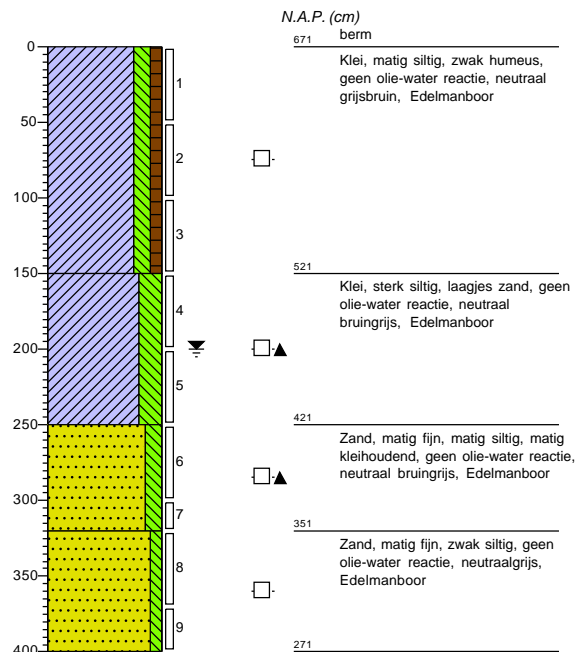 N.A.P. (cm)
0
671
berm
Klei, matig siltig, zwak humeus,
geen olie-water reactie, neutraal
grijsbruin, Edelmanboor
1
50
2
100
3
150
521
Klei, sterk siltig, laagjes zand, geen
olie-water reactie, neutraal
bruingrijs, Edelmanboor
4
200
5
250
421
Zand, matig fijn, matig siltig, matig
kleihoudend, geen olie-water reactie,
neutraal bruingrijs, Edelmanboor
6
300
7
351
Zand, matig fijn, zwak siltig, geen
olie-water reactie, neutraalgrijs,
Edelmanboor
8
350
9
400
271